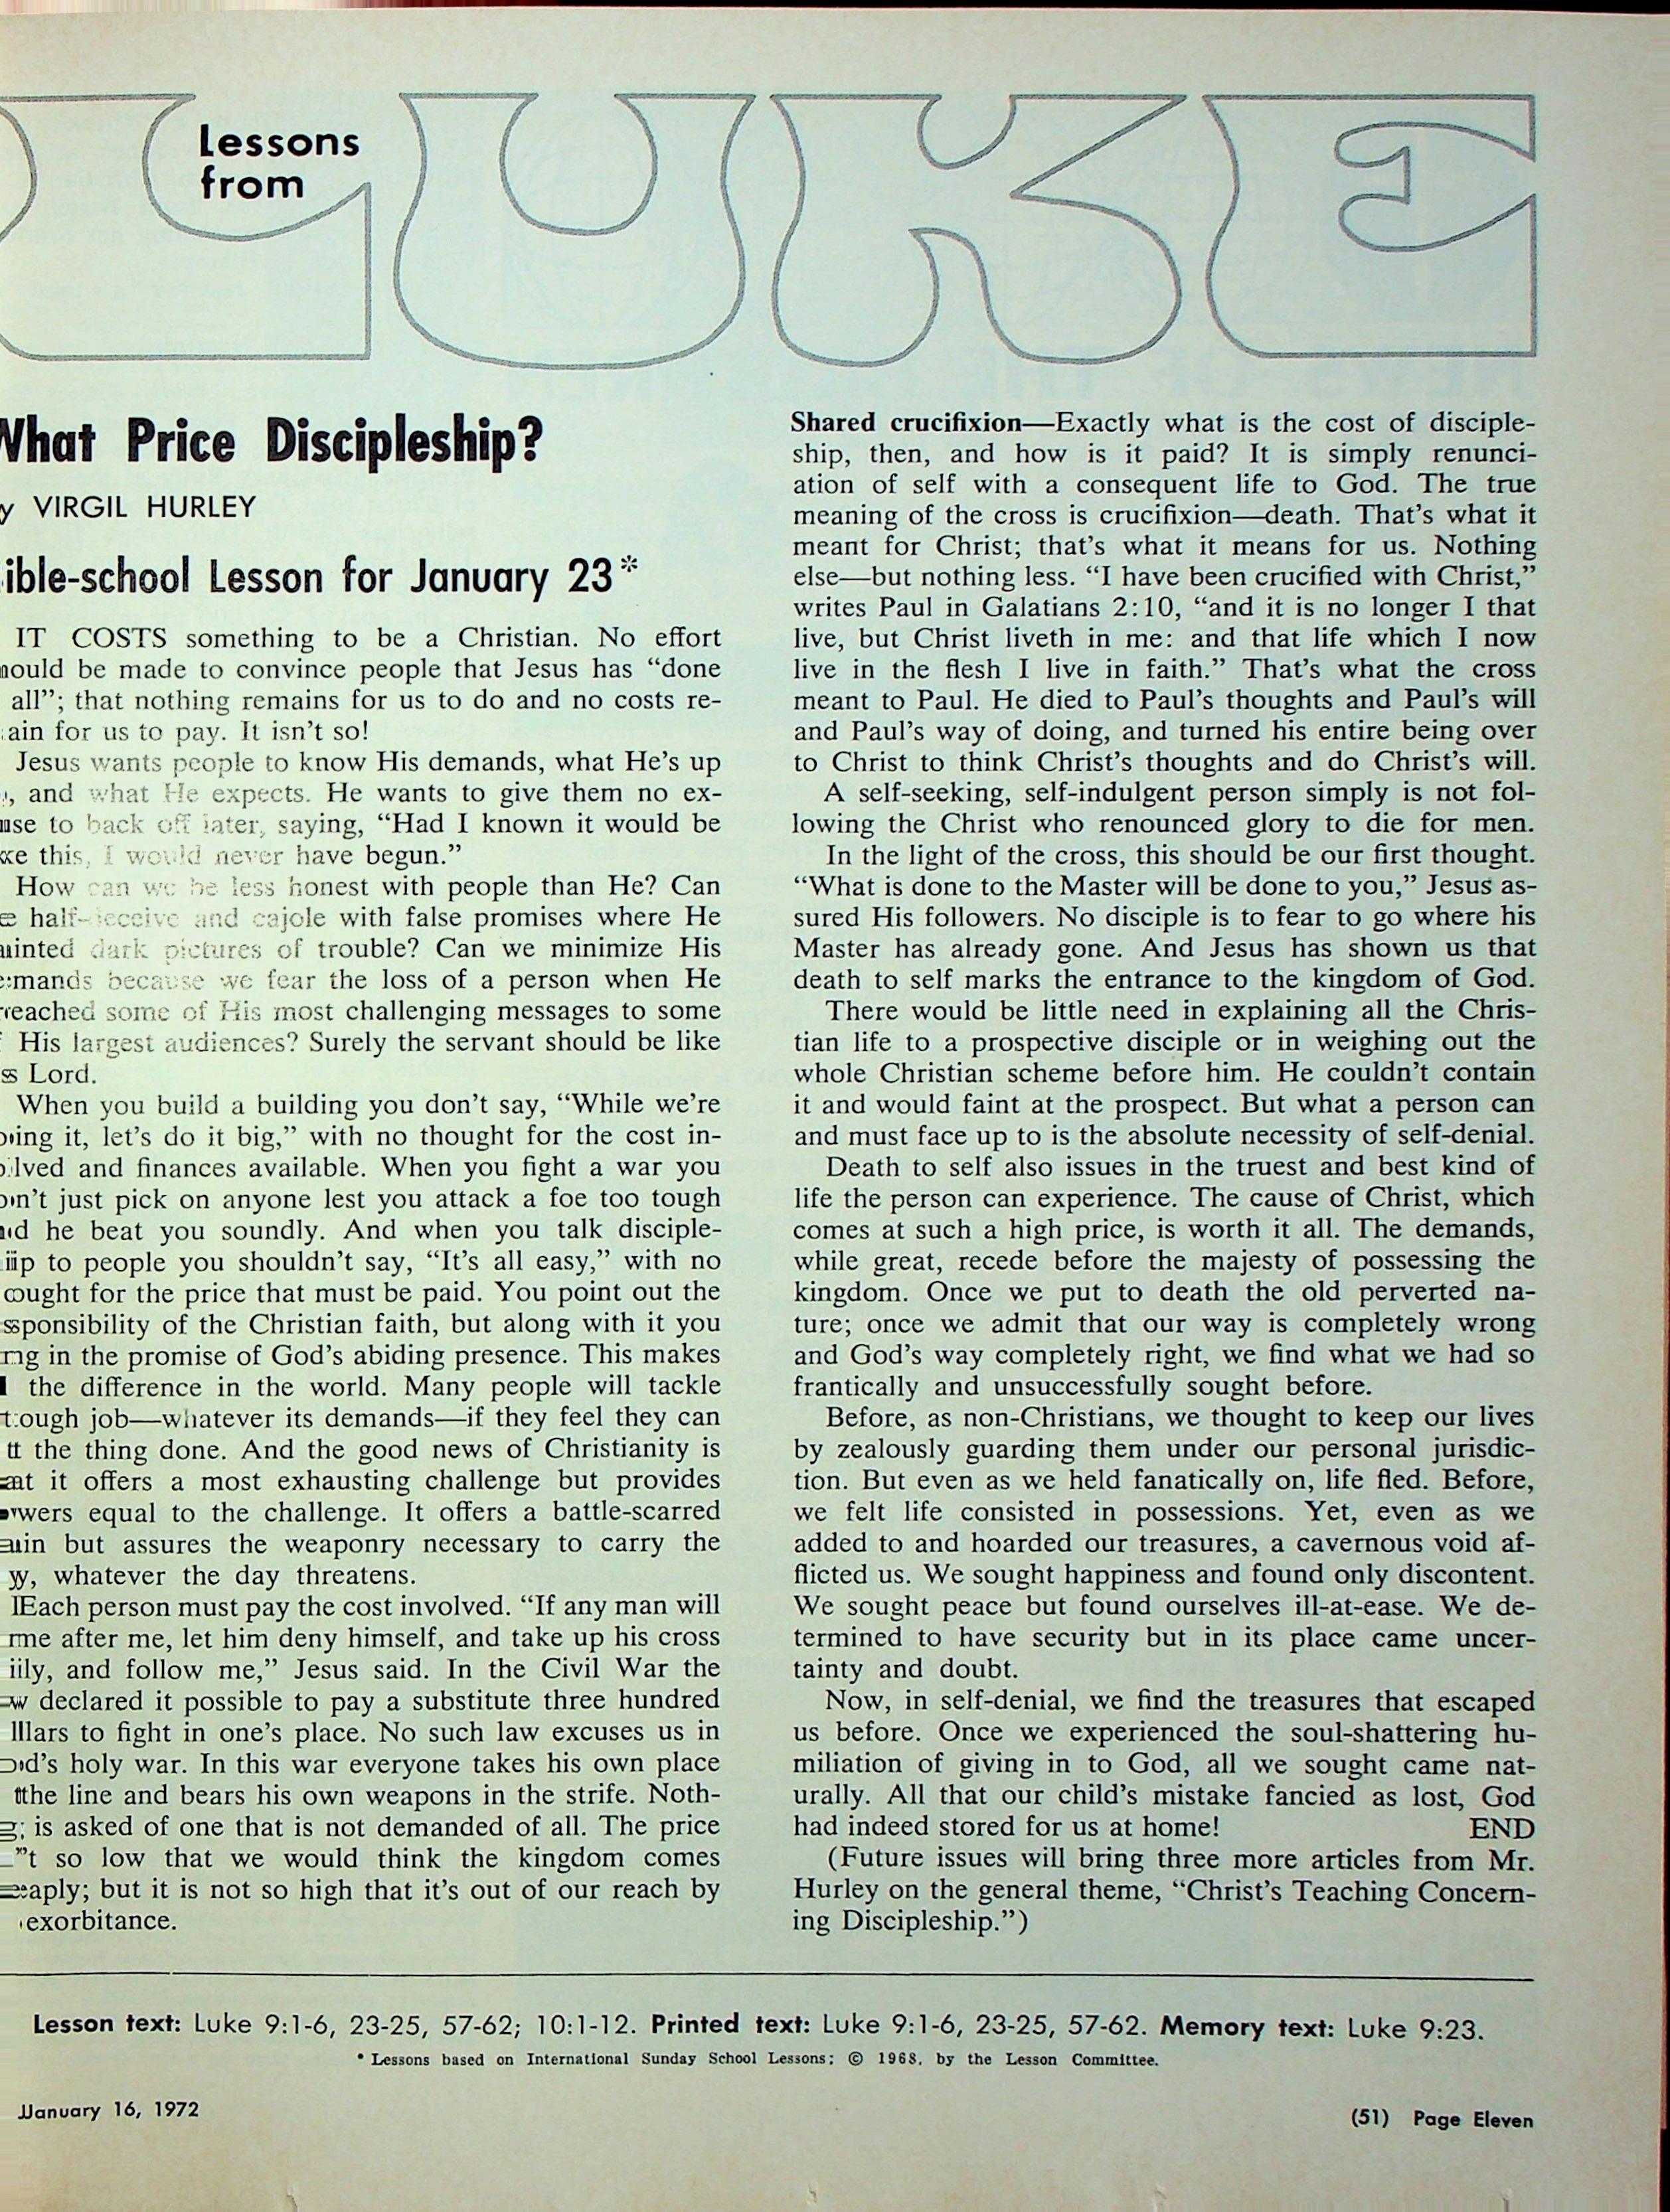 LUKE
Lessons
from
What Price Discipleship?
y VIRGIL HURLEY
ible-school Lesson for January 23*
IT COSTS something to be a Christian. No effort
hould be made to convince people that Jesus has “done
all”; that nothing remains for us to do and no costs re-
ain for us to pay. It isn't so!
Jesus wants people to know His demands, what He's up
, and what He expects. He wants to give them no ex-
use to back off later, saying, “Had I known it would be
ke this, I would never have begun.”
How can we be less honest with people than He? Can
e half-deceive and cajole with false promises where He
ainted dark pictures of trouble? Can we minimize His
emands because we fear the loss of a person when He
reached some of His most challenging messages to some
f His largest audiences? Surely the servant should be like
s Lord.
When you build a building you don't say, “While we're
oing it, let's do it big,” with no thought for the cost in-
olved and finances available. When you fight a war you
on't just pick on anyone lest you attack a foe too tough
nd he beat you soundly. And when you talk disciple-
ip to people you shouldn't say, “It's all easy,” with no
ought for the price that must be paid. You point out the
sponsibility of the Christian faith, but along with it you
ng in the promise of God's abiding presence. This makes
l the difference in the world. Many people will tackle
tough job—whatever its demands—if they feel they can
t the thing done. And the good news of Christianity is
at it offers a most exhausting challenge but provides
owers equal to the challenge. It offers a battle-scarred
ain but assures the weaponry necessary to carry the
y, whatever the day threatens.
Each person must pay the cost involved. “If any man will
me after me, let him deny himself, and take up his cross
ily, and follow me,” Jesus said. In the Civil War the
w declared it possible to pay a substitute three hundred
llars to fight in one's place. No such law excuses us in
od's holy war. In this war everyone takes his own place
the line and bears his own weapons in the strife. Noth-
g is asked of one that is not demanded of all. The price
't so low that we would think the kingdom comes
eaply; but it is not so high that it's out of our reach by
exorbitance.
Shared crucifixion—Exactly what is the cost of disciple-
ship, then, and how is it paid? It is simply renunci-
ation of self with a consequent life to God. The true
meaning of the cross is crucifixion—death. That's what it
meant for Christ; that's what it means for us. Nothing
else—but nothing less. “I have been crucified with Christ,”
writes Paul in Galatians 2:10, “and it is no longer I that
live, but Christ liveth in me: and that life which I now
live in the flesh I live in faith.” That's what the cross
meant to Paul. He died to Paul's thoughts and Paul's will
and Paul's way of doing, and turned his entire being over
to Christ to think Christ's thoughts and do Christ's will.
A self-seeking, self-indulgent person simply is not fol-
lowing the Christ who renounced glory to die for men.
In the light of the cross, this should be our first thought.
“What is done to the Master will be done to you,” Jesus as-
sured His followers. No disciple is to fear to go where his
Master has already gone. And Jesus has shown us that
death to self marks the entrance to the kingdom of God.
There would be little need in explaining all the Chris-
tian life to a prospective disciple or in weighing out the
whole Christian scheme before him. He couldn't contain
it and would faint at the prospect. But what a person can
and must face up to is the absolute necessity of self-denial.
Death to self also issues in the truest and best kind of
life the person can experience. The cause of Christ, which
comes at such a high price, is worth it all. The demands,
while great, recede before the majesty of possessing the
kingdom. Once we put to death the old perverted na-
ture; once we admit that our way is completely wrong
and God's way completely right, we find what we had so
frantically and unsuccessfully sought before.
Before, as non-Christians, we thought to keep our lives
by zealously guarding them under our personal jurisdic-
tion. But even as we held fanatically on, life fled. Before,
we felt life consisted in possessions. Yet, even as we
added to and hoarded our treasures, a cavernous void af-
flicted us. We sought happiness and found only discontent.
We sought peace but found ourselves ill-at-ease. We de-
termined to have security but in its place came uncer-
tainty and doubt.
Now, in self-denial, we find the treasures that escaped
us before. Once we experienced the soul-shattering hu-
miliation of giving in to God, all we sought came nat-
urally. All that our child's mistake fancied as lost, God
had indeed stored for us at home! END
(Future issues will bring three more articles from Mr.
Hurley on the general theme, “Christ's Teaching Concern-
ing Discipleship.”)
Lesson text: Luke 9:1-6, 23-25, 57-62; 10:1-12. Printed text: Luke 9:1-6, 23-25, 57-62. Memory text: Luke 9:23.
* Lessons based on International Sunday School Lessons; © 1968, by the Lesson Committee.
January 16, 1972
(51) Page Eleven